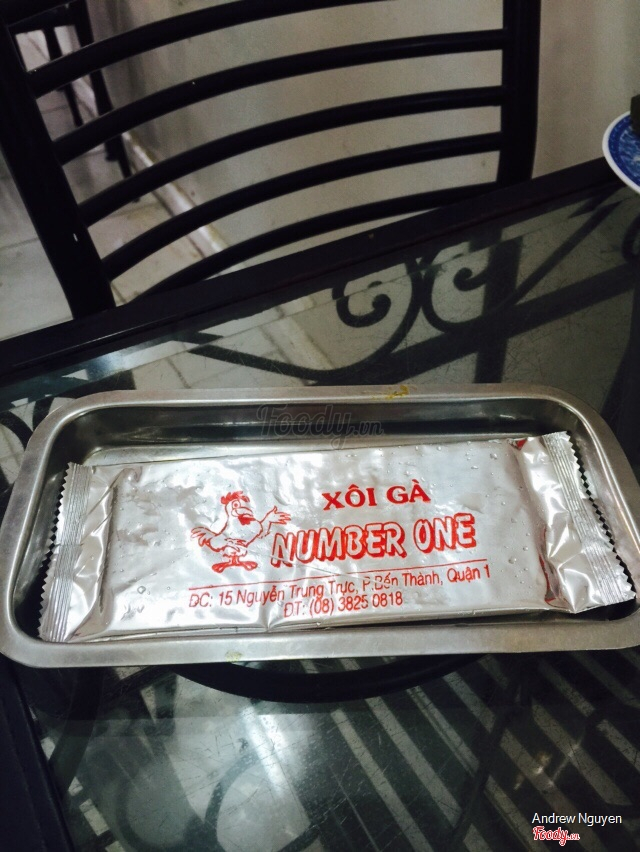 Foody.vn
XÔI GÀ
NUMBER ONE
ĐC: 15 Nguyễn Trung Trực, P.Bến Thành, Quận 1
ĐT: (08) 3825 0818
Andrew Nguyen
Foody.vn